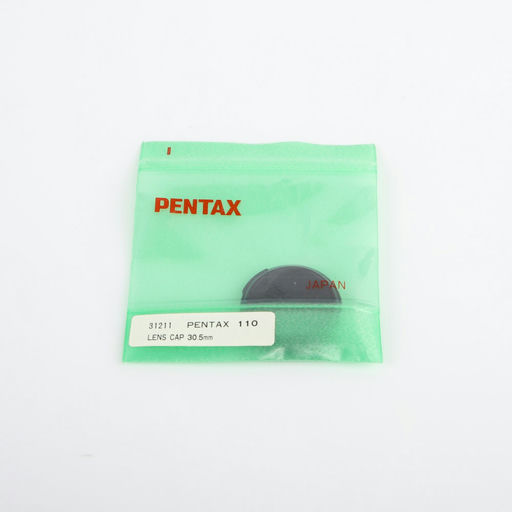 PENTAX
JAPAN
31211 PENTAX 110
LENS CAP 30.5mm